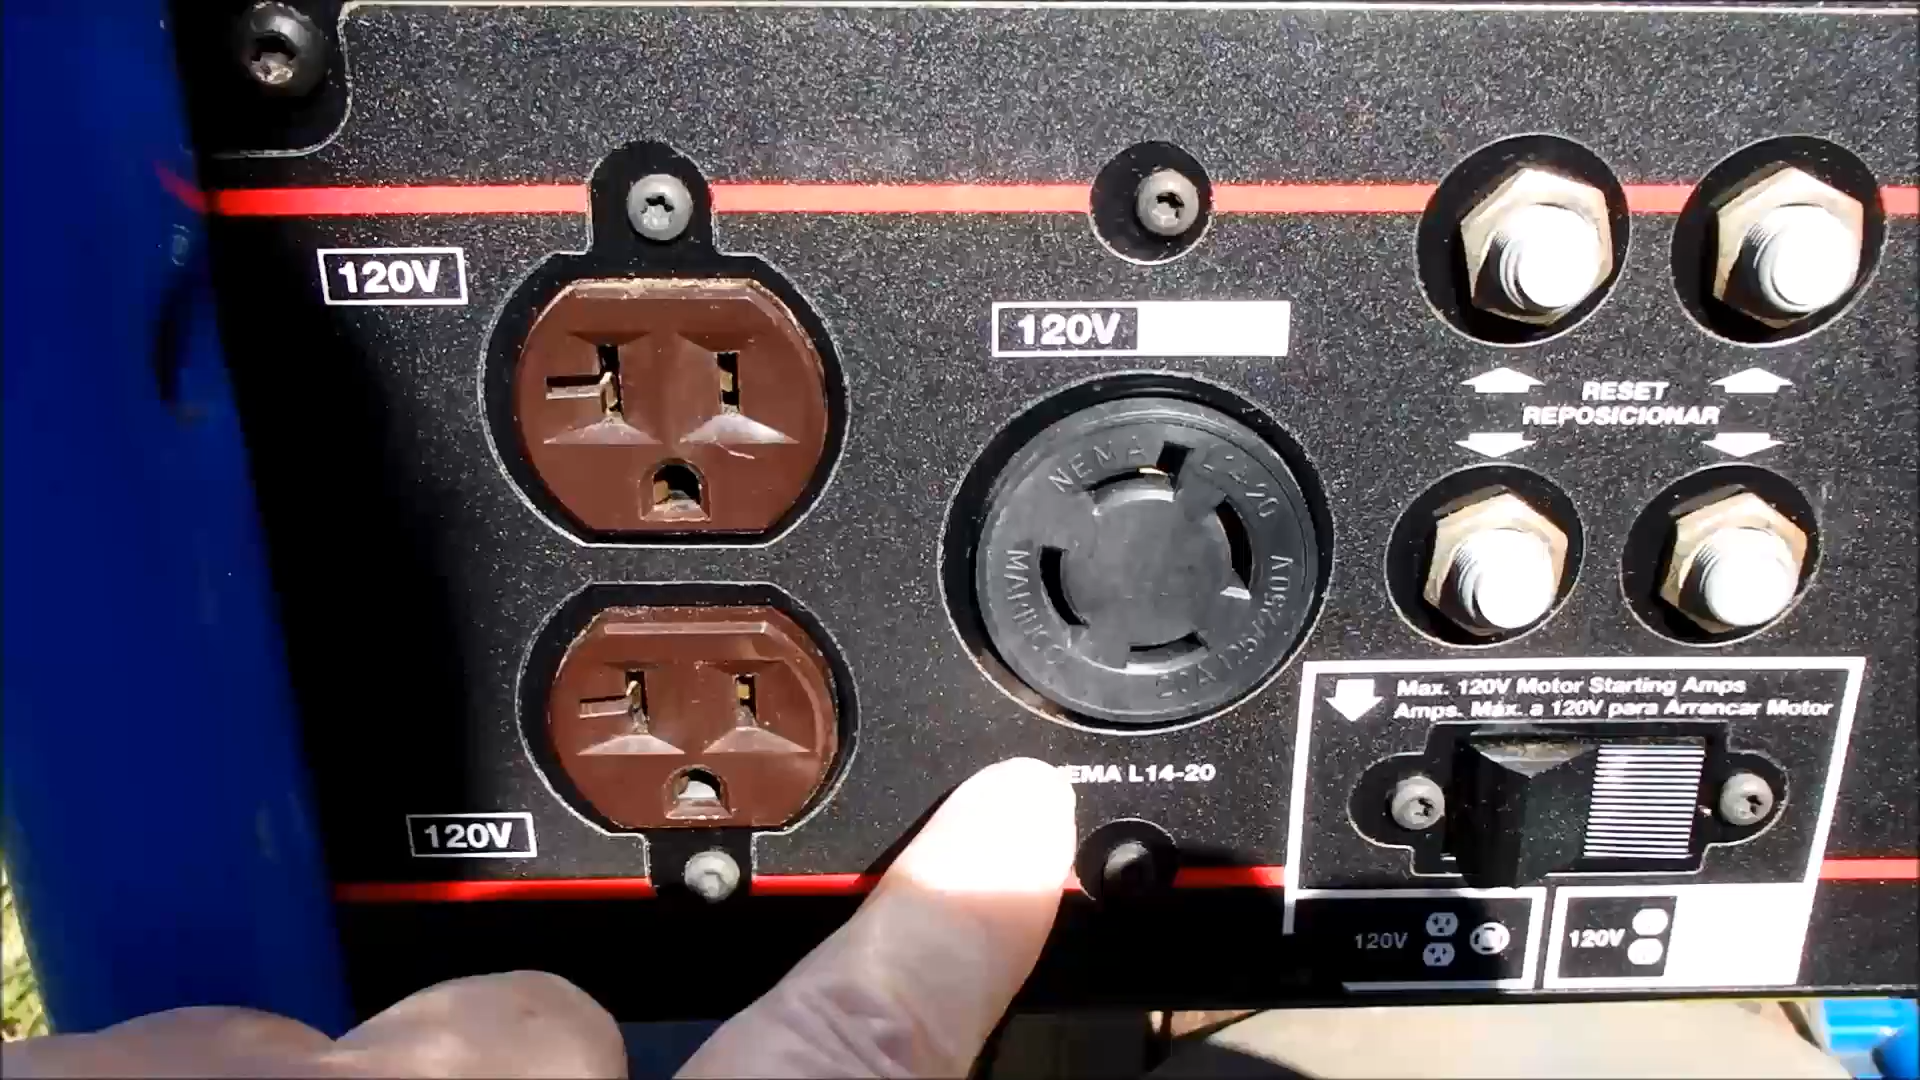 120V
120V
NEMA
20A 125/250V
MARINCO
RESET
REPOSICIONAR
EMA L14-20
Max. 120V Motor Starting Amps
Amps. Máx. a 120V para Arrancar Motor
120V
120V
120V